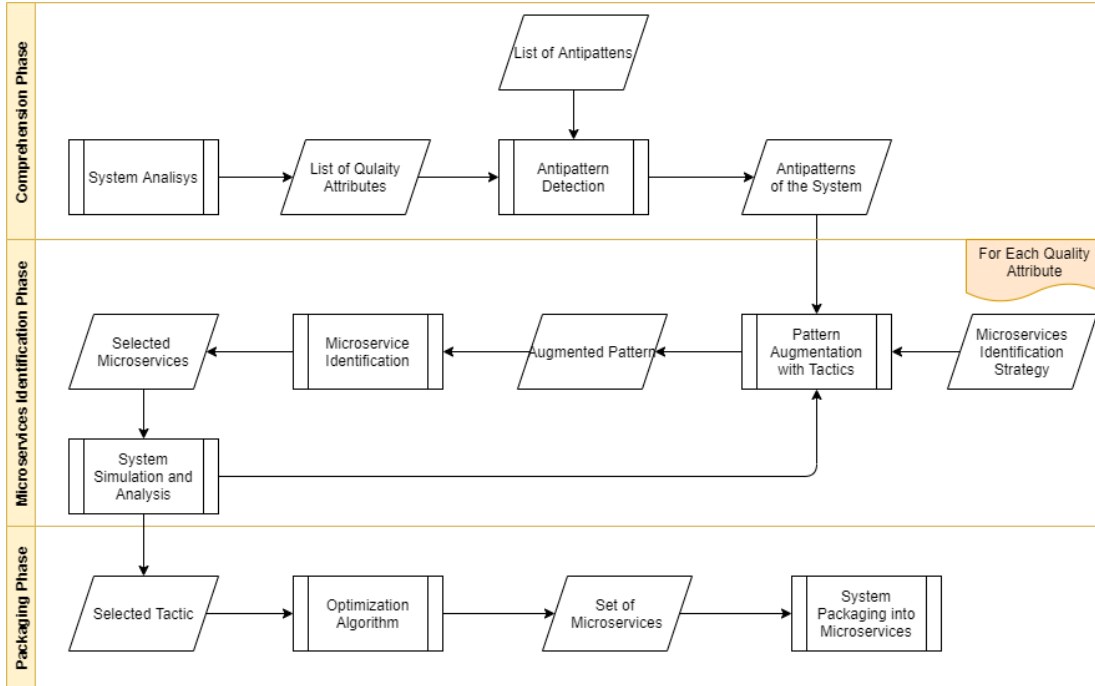 Comprehension Phase
List of Antipattens
System Analisys
List of Qulaity
Attributes
Antipattern
Detection
Antipatterns
of the System
Microservices Identification Phase
For Each Quality
Attribute
Selected
Microservices
Microservice
Identification
Augmented Pattern
Pattern
Augmentation
with Tactics
Microservices
Identification
Strategy
System
Simulation and
Analysis
Packaging Phase
Selected Tactic
Optimization
Algorithm
Set of
Microservices
System
Packaging into
Microservices